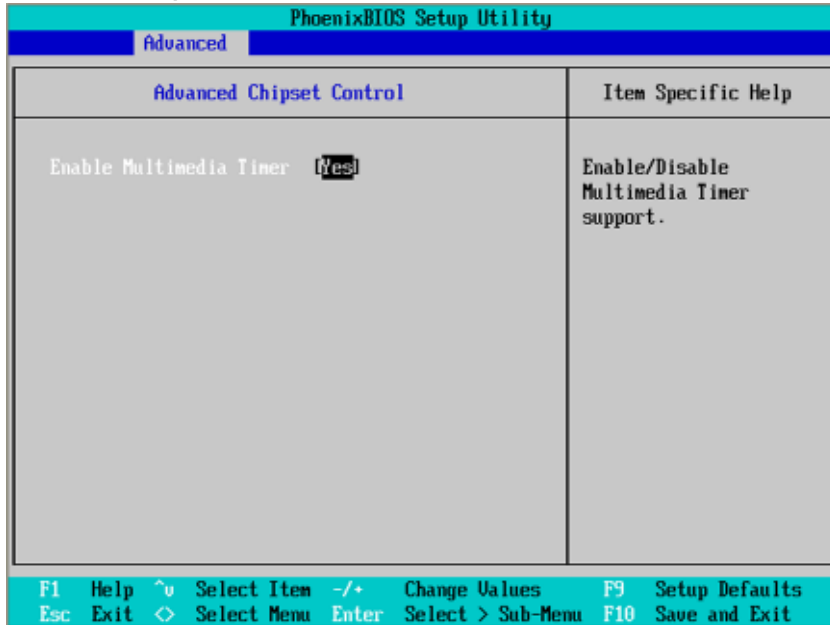 PhoenixBIOS Setup Utility
Advanced
Advanced Chipset Control
Item Specific Help
Enable Multimedia Timer [Yes]
Enable/Disable
Multimedia Timer
support.
F1 Help ^v Select Item -/+ Change Values F9 Setup Defaults
Esc Exit <> Select Menu Enter Select > Sub-Menu F10 Save and Exit